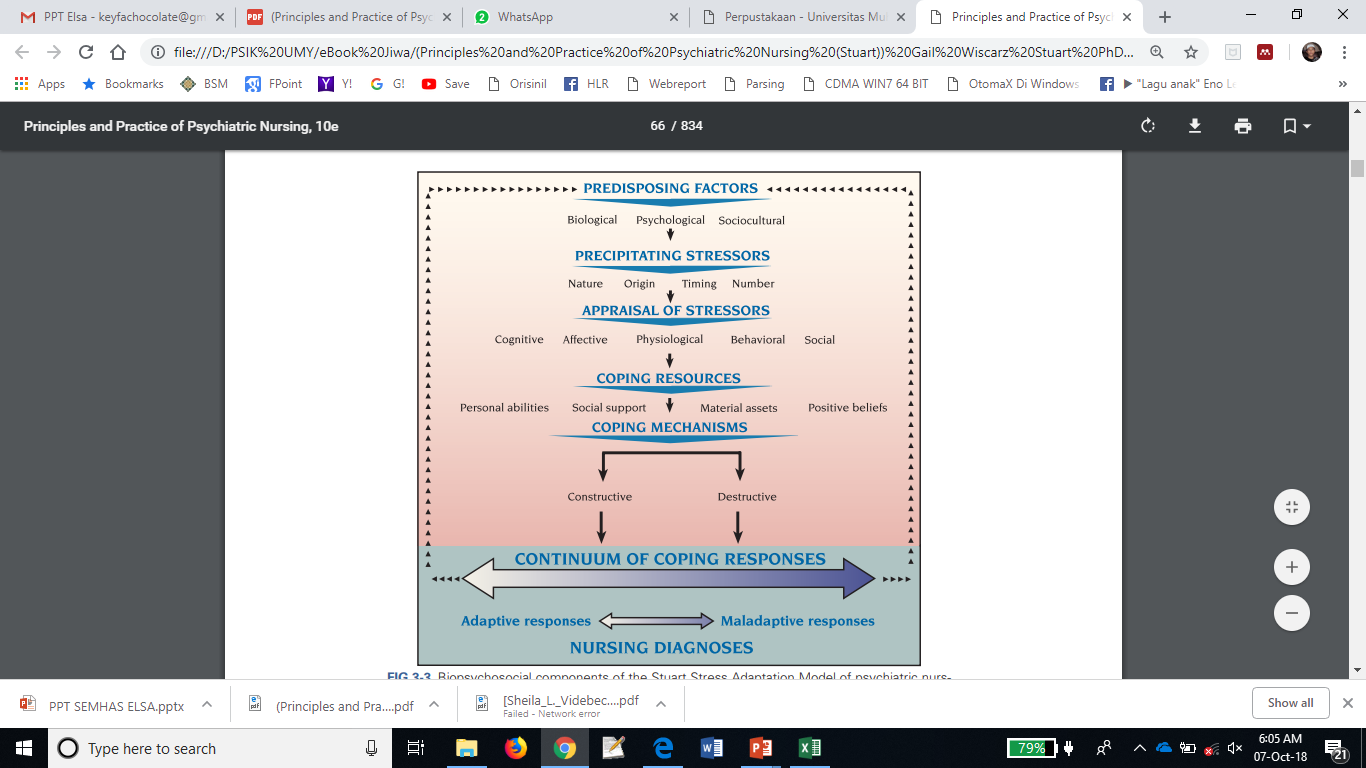 PPT Elsa - keyfachocolate@gm
(Principles and Practice of Psyc
2 WhatsApp
Perpustakaan - Universitas Mu
Principles and Practice of Psyc
file:///D:/PSIK%20UMY/eBook%20Jiwa/(Principles%20and%20Practice%20of%20Psychiatric%20Nursing%20(Stuart))%20Gail%20Wiscarz%20Stuart%20PhD...
Apps Bookmarks BSM FPoint Y! G! Save Orisinil HLR Webreport Parsing CDMA WIN7 64 BIT OtomaX Di Windows ▶ "Lagu anak" Eno Le »
Principles and Practice of Psychiatric Nursing, 10e 66 / 834
PREDISPOSING FACTORS
Biological Psychological Sociocultural
PRECIPITATING STRESSORS
Nature Origin Timing Number
APPRAISAL OF STRESSORS
Cognitive Affective Physiological Behavioral Social
COPING RESOURCES
Personal abilities Social support Material assets Positive beliefs
COPING MECHANISMS
Constructive Destructive
CONTINUUM OF COPING RESPONSES
Adaptive responses Maladaptive responses
NURSING DIAGNOSES
FIG 3-3 Biopsychosocial components of the Stuart Stress Adaptation Model of psychiatric nurs-
PPT SEMHAS ELSA.pptx
(Principles and Pra....pdf
[Sheila_L._Videbec....pdf
Failed - Network error
Show all
Type here to search
79%
6:05 AM
07-Oct-18
21